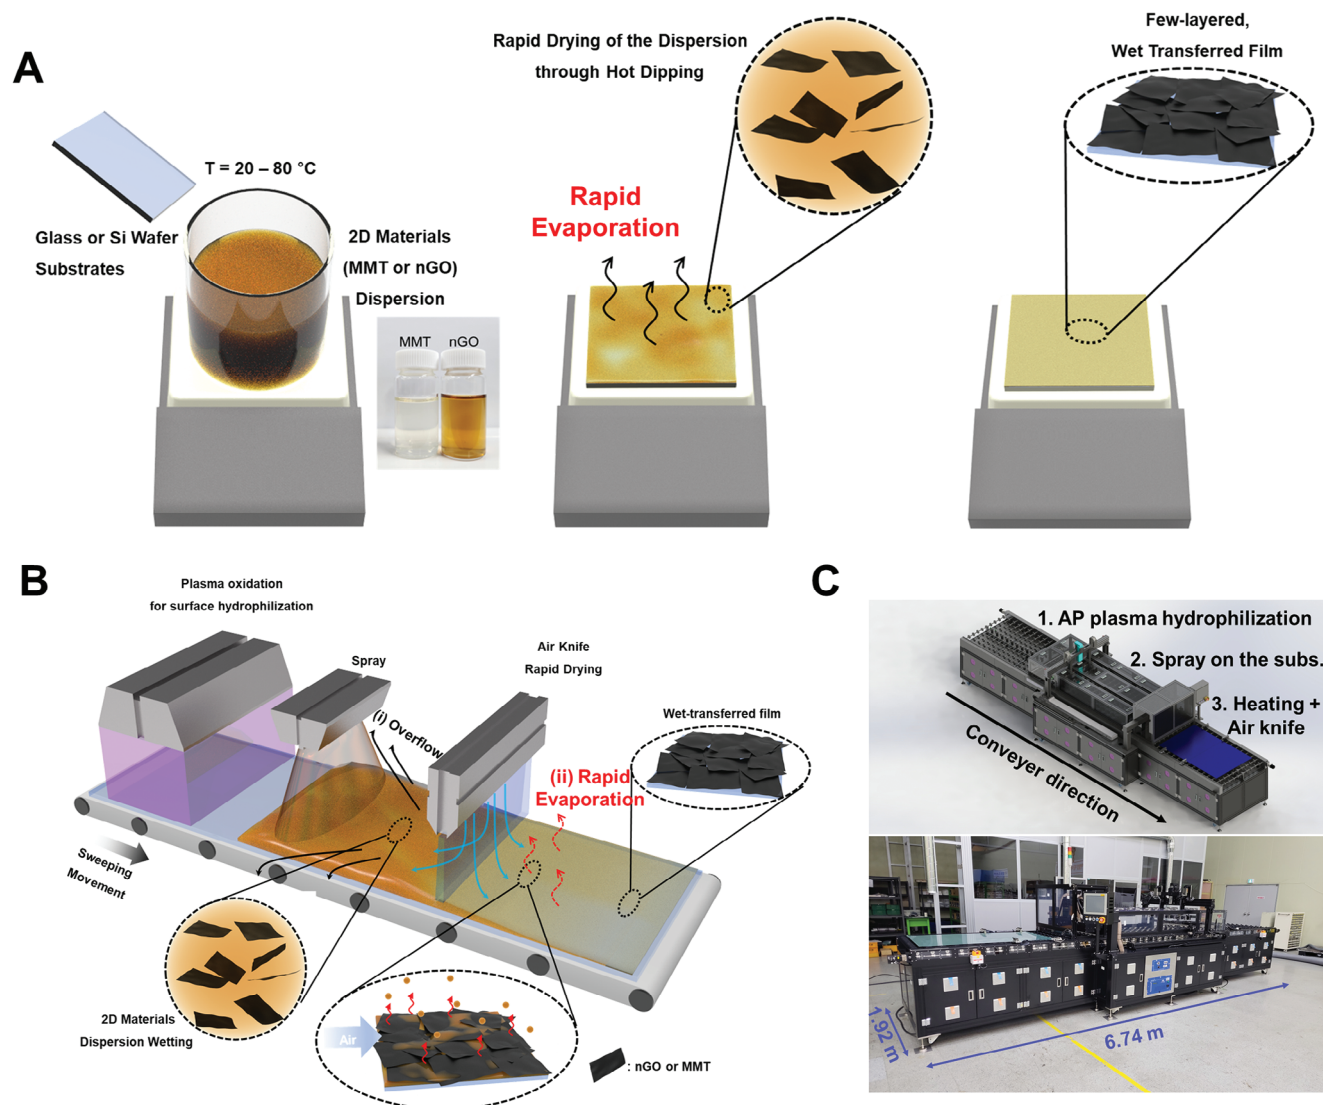 A
T = 20 – 80 °C
Glass or Si Wafer
Substrates
2D Materials
(MMT or nGO)
Dispersion
MMT nGO
Rapid Drying of the Dispersion
through Hot Dipping
Rapid
Evaporation
Few-layered,
Wet Transferred Film
B
Plasma oxidation
for surface hydrophilization
Spray
(i) Overflow
Air Knife
Rapid Drying
(ii) Rapid
Evaporation
Wet-transferred film
Sweeping
Movement
2D Materials
Dispersion Wetting
Air
: nGO or MMT
C
1. AP plasma hydrophilization
2. Spray on the subs.
3. Heating +
Air knife
Conveyer direction
1.92 m
6.74 m